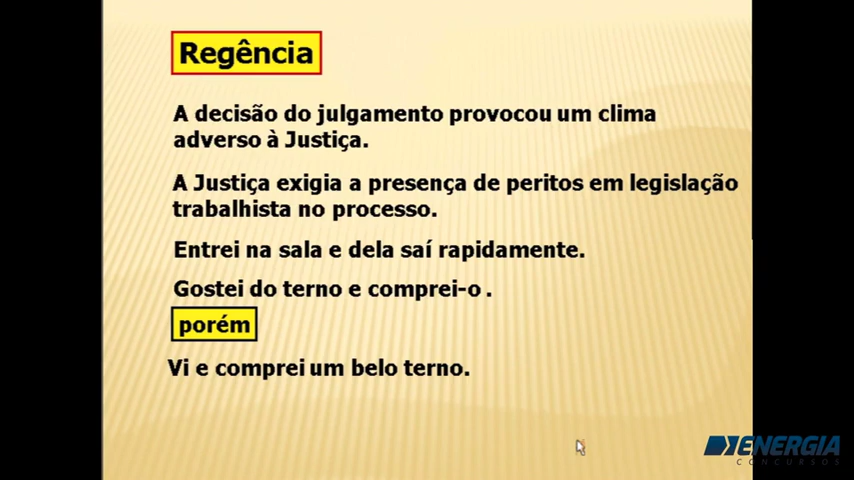 Regência
A decisão do julgamento provocou um clima
adverso à Justiça.
A Justiça exigia a presença de peritos em legislação
trabalhista no processo.
Entrei na sala e dela saí rapidamente.
Gostei do terno e comprei-o .
porém
Vi e comprei um belo terno.
ENERGIA
CONCURSOS